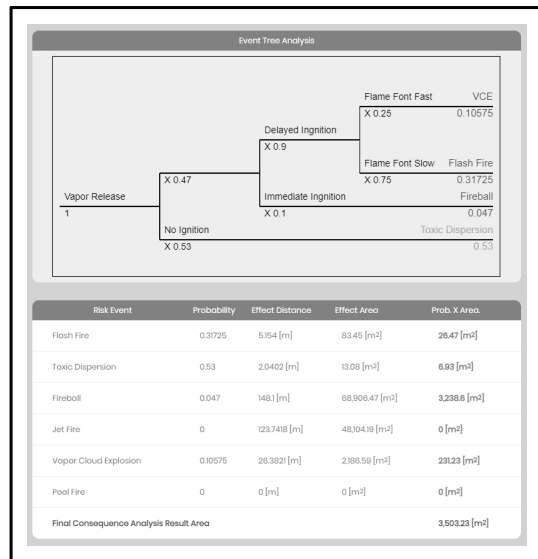 Event Tree Analysis
Flame Font Fast VCE
X 0.25 0.10575
Delayed Ingnition
X 0.9
Flame Font Slow Flash Fire
X 0.47 X 0.75 0.31725
Vapor Release Immediate Ingnition Fireball
1 X 0.1 0.047
No Ignition Toxic Dispersion
X 0.53 0.53
Risk Event Probability Effect Distance Effect Area Prob. X Area.
Flash Fire 0.31725 5.154 [m] 83.45 [m2] 26.47 [m2]
Toxic Dispersion 0.53 2.0402 [m] 13.08 [m2] 6.93 [m2]
Fireball 0.047 148.1 [m] 68,906.47 [m2] 3,238.6 [m2]
Jet Fire 0 123.7418 [m] 48,104.19 [m2] 0 [m2]
Vapor Cloud Explosion 0.10575 26.3821 [m] 2,186.59 [m2] 231.23 [m2]
Pool Fire 0 0 [m] 0 [m2] 0 [m2]
Final Consequence Analysis Result Area 3,503.23 [m2]